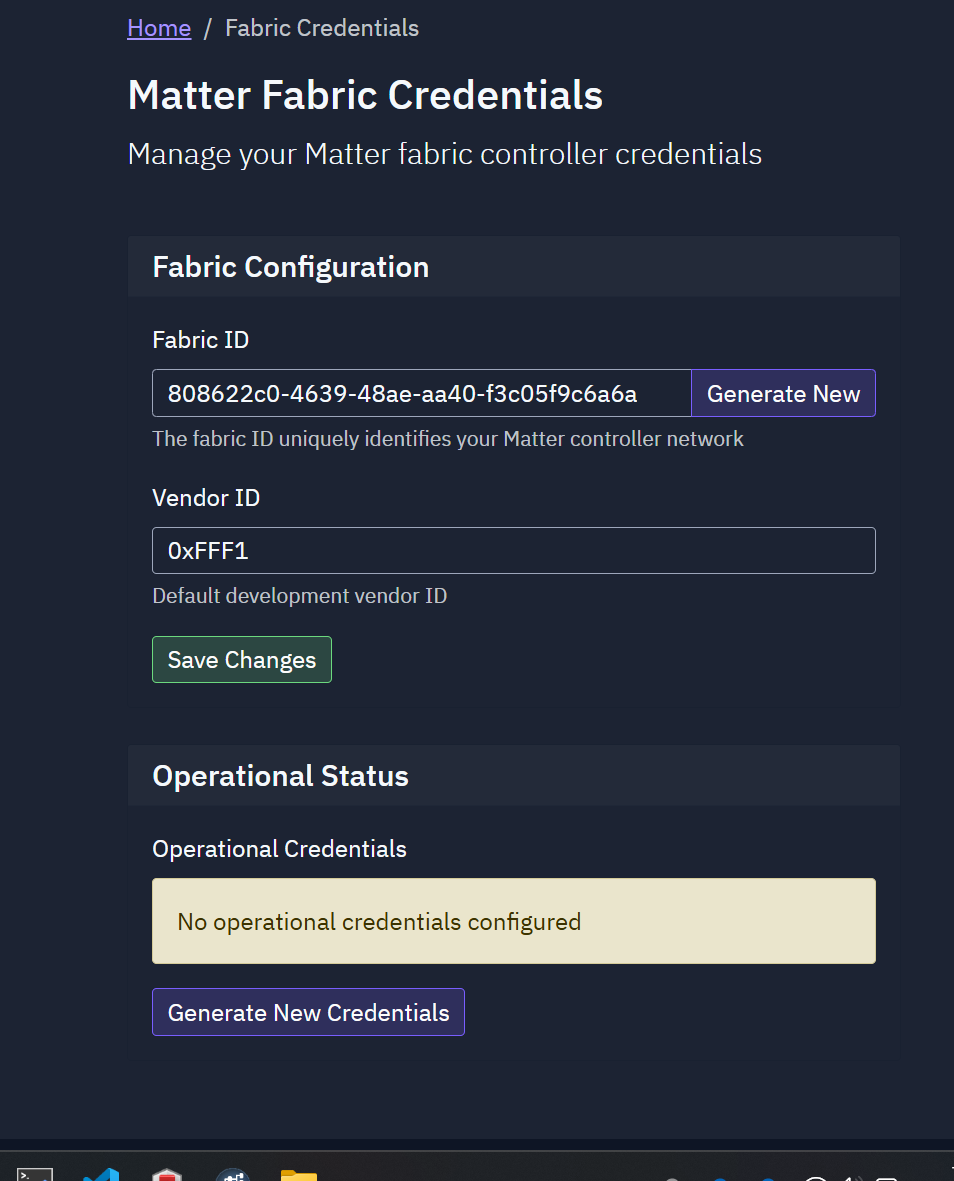 Home / Fabric Credentials
Matter Fabric Credentials
Manage your Matter fabric controller credentials
Fabric Configuration
Fabric ID
808622c0-4639-48ae-aa40-f3c05f9c6a6a
Generate New
The fabric ID uniquely identifies your Matter controller network
Vendor ID
0xFFF1
Default development vendor ID
Save Changes
Operational Status
Operational Credentials
No operational credentials configured
Generate New Credentials